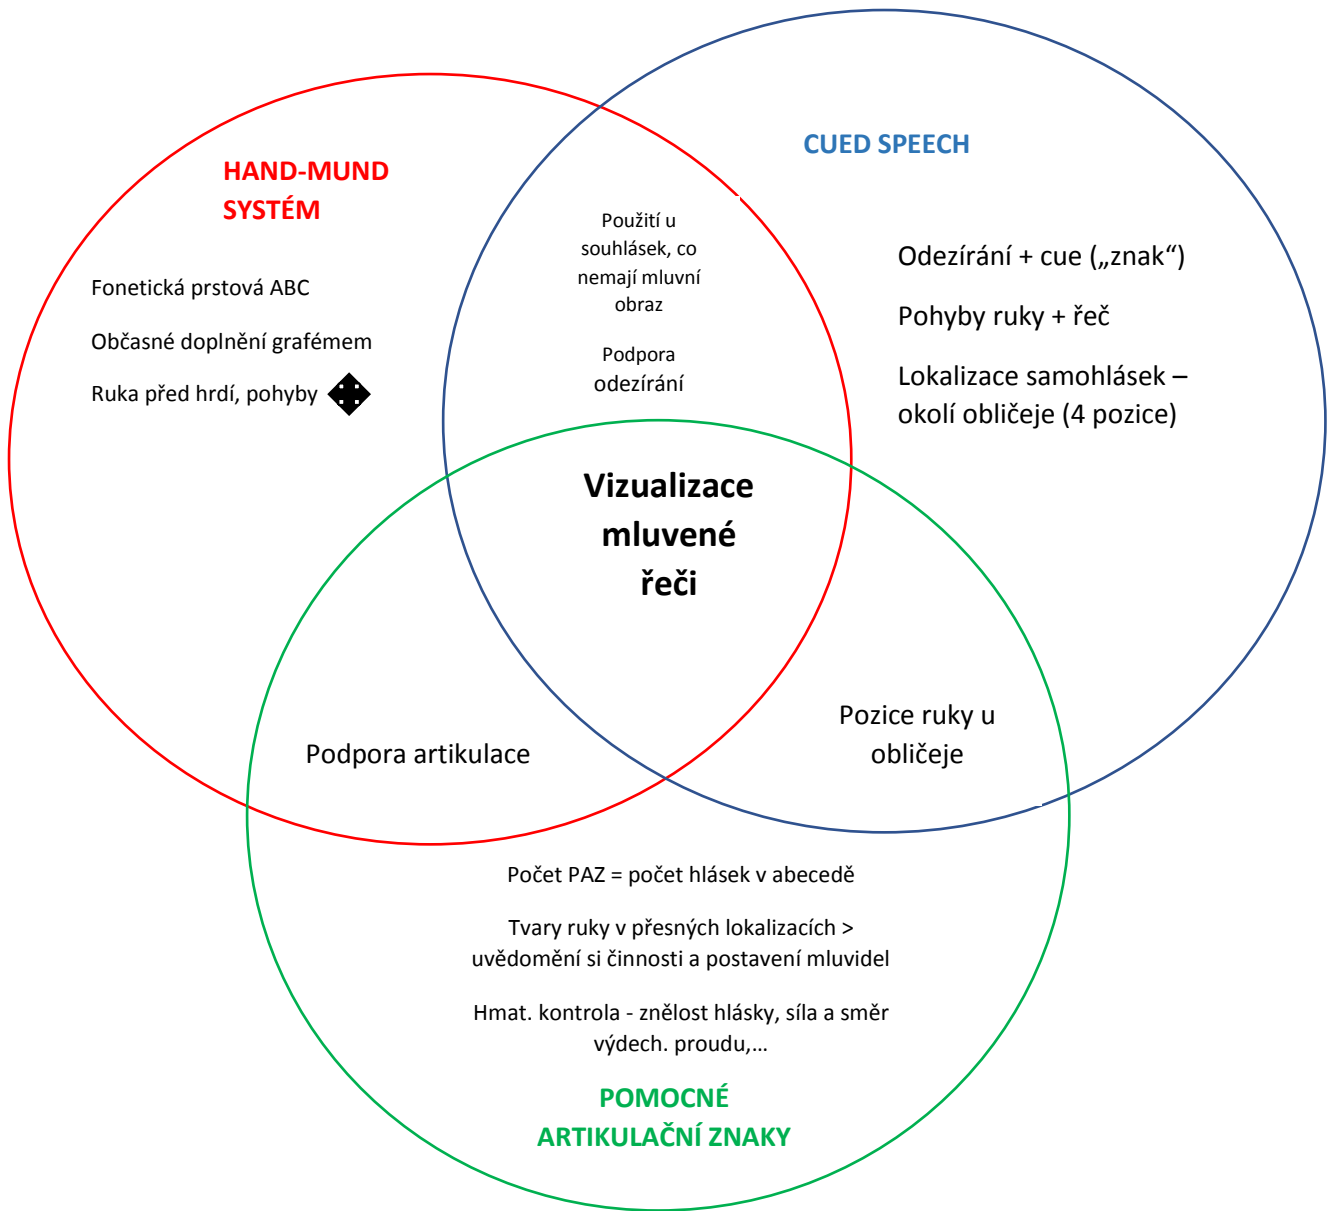 HAND-MUND
SYSTÉM
Fonetická prstová ABC
Občasné doplnění grafémem
Ruka před hrdí, pohyby
CUED SPEECH
Odezírání + cue („znak“)
Pohyby ruky + řeč
Lokalizace samohlásek –
okolí obličeje (4 pozice)
Použití u
souhlásek, co
nemají mluvní
obraz
Podpora
odezírání
Vizualizace
mluvené
řeči
Podpora artikulace
Pozice ruky u
obličeje
Počet PAZ = počet hlásek v abecedě
Tvary ruky v přesných lokalizacích >
uvědomění si činnosti a postavení mluvidel
Hmat. kontrola - znělost hlásky, síla a směr
výdech. proudu,...
POMOCNÉ
ARTIKULAČNÍ ZNAKY